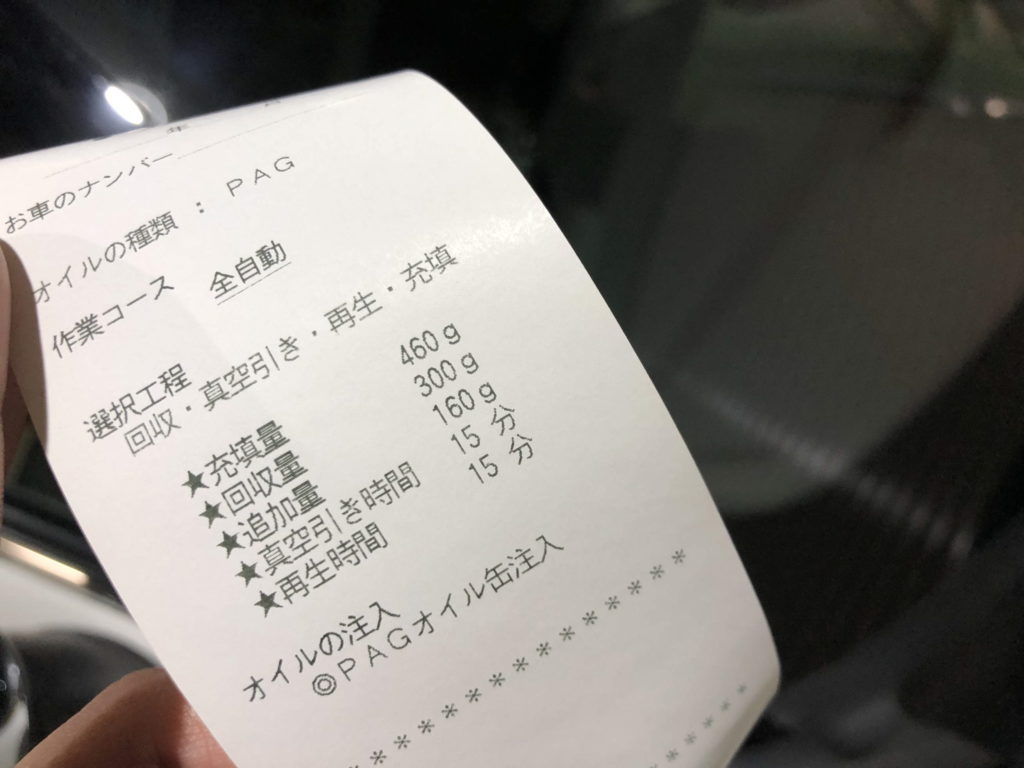 年
お車のナンバー
オイルの種類 : PAG
作業コース 全自動
選択工程
回収・真空引き・再生・充填
★充填量 460g
★回収量 300g
★追加量 160g
★真空引き時間 15 分
★再生時間 15 分
オイルの注入
◎PAGオイル缶注入
****************
******